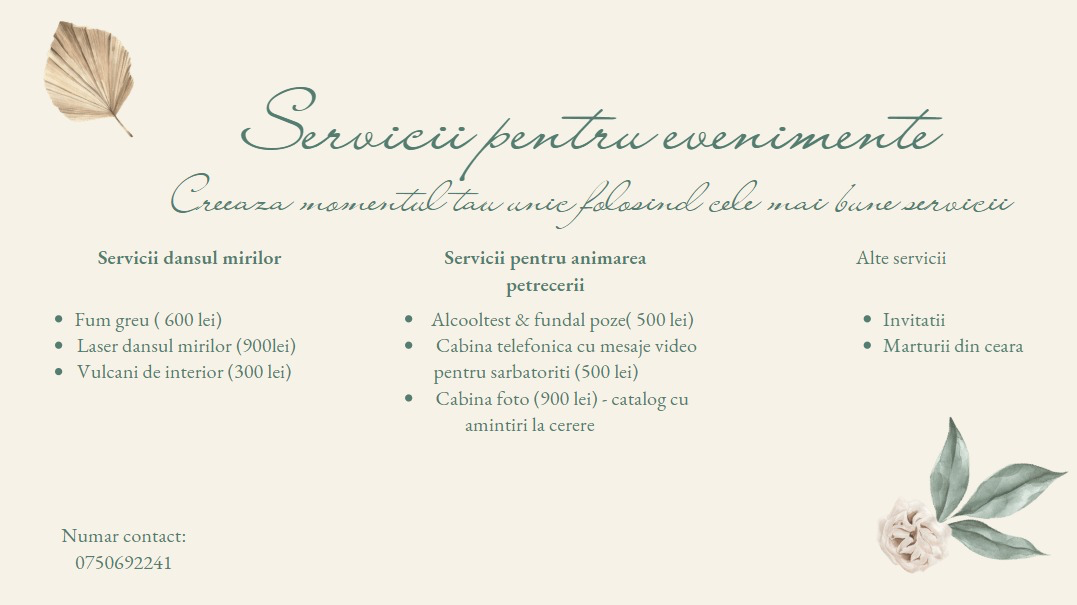 Servicii pentru evenimente
Creeaza momentul tau unic folosind cele mai bune servicii
Servicii dansul mirilor
• Fum greu ( 600 lei)
• Laser dansul mirilor (900lei)
• Vulcani de interior (300 lei)
Servicii pentru animarea
petrecerii
• Alcooltest & fundal poze( 500 lei)
• Cabina telefonica cu mesaje video
pentru sarbatoriti (500 lei)
• Cabina foto (900 lei) - catalog cu
amintiri la cerere
Alte servicii
• Invitatii
• Marturii din ceara
Numar contact:
0750692241